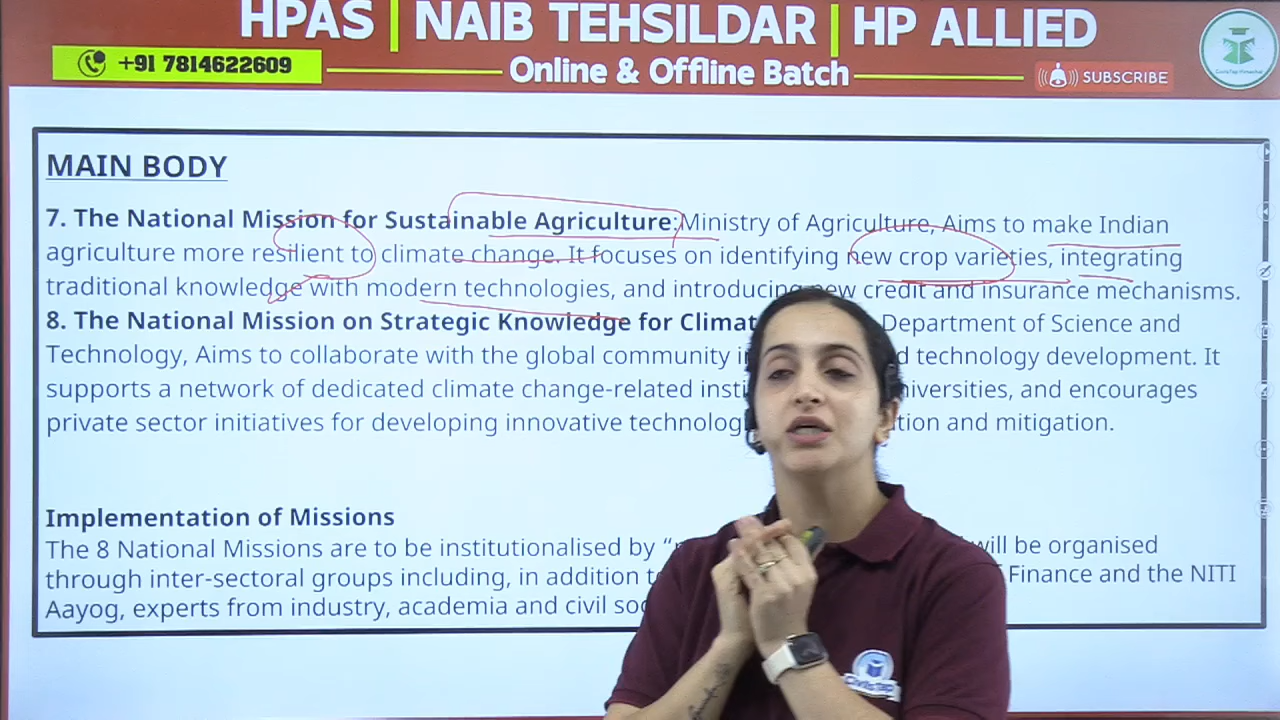 HPAS | NAIB TEHSILDAR | HP ALLIED
+91 7814622609
Online & Offline Batch
SUBSCRIBE
MAIN BODY
7. The National Mission for Sustainable Agriculture: Ministry of Agriculture, Aims to make Indian
agriculture more resilient to climate change. It focuses on identifying new crop varieties, integrating
traditional knowledge with modern technologies, and introducing new credit and insurance mechanisms.
8. The National Mission on Strategic Knowledge for Climat Department of Science and
Technology, Aims to collaborate with the global community i d technology development. It
supports a network of dedicated climate change-related insti niversities, and encourages
private sector initiatives for developing innovative technolog tion and mitigation.
Implementation of Missions
The 8 National Missions are to be institutionalised by “ will be organised
through inter-sectoral groups including, in addition to Finance and the NITI
Aayog, experts from industry, academia and civil soc
CivilsTap